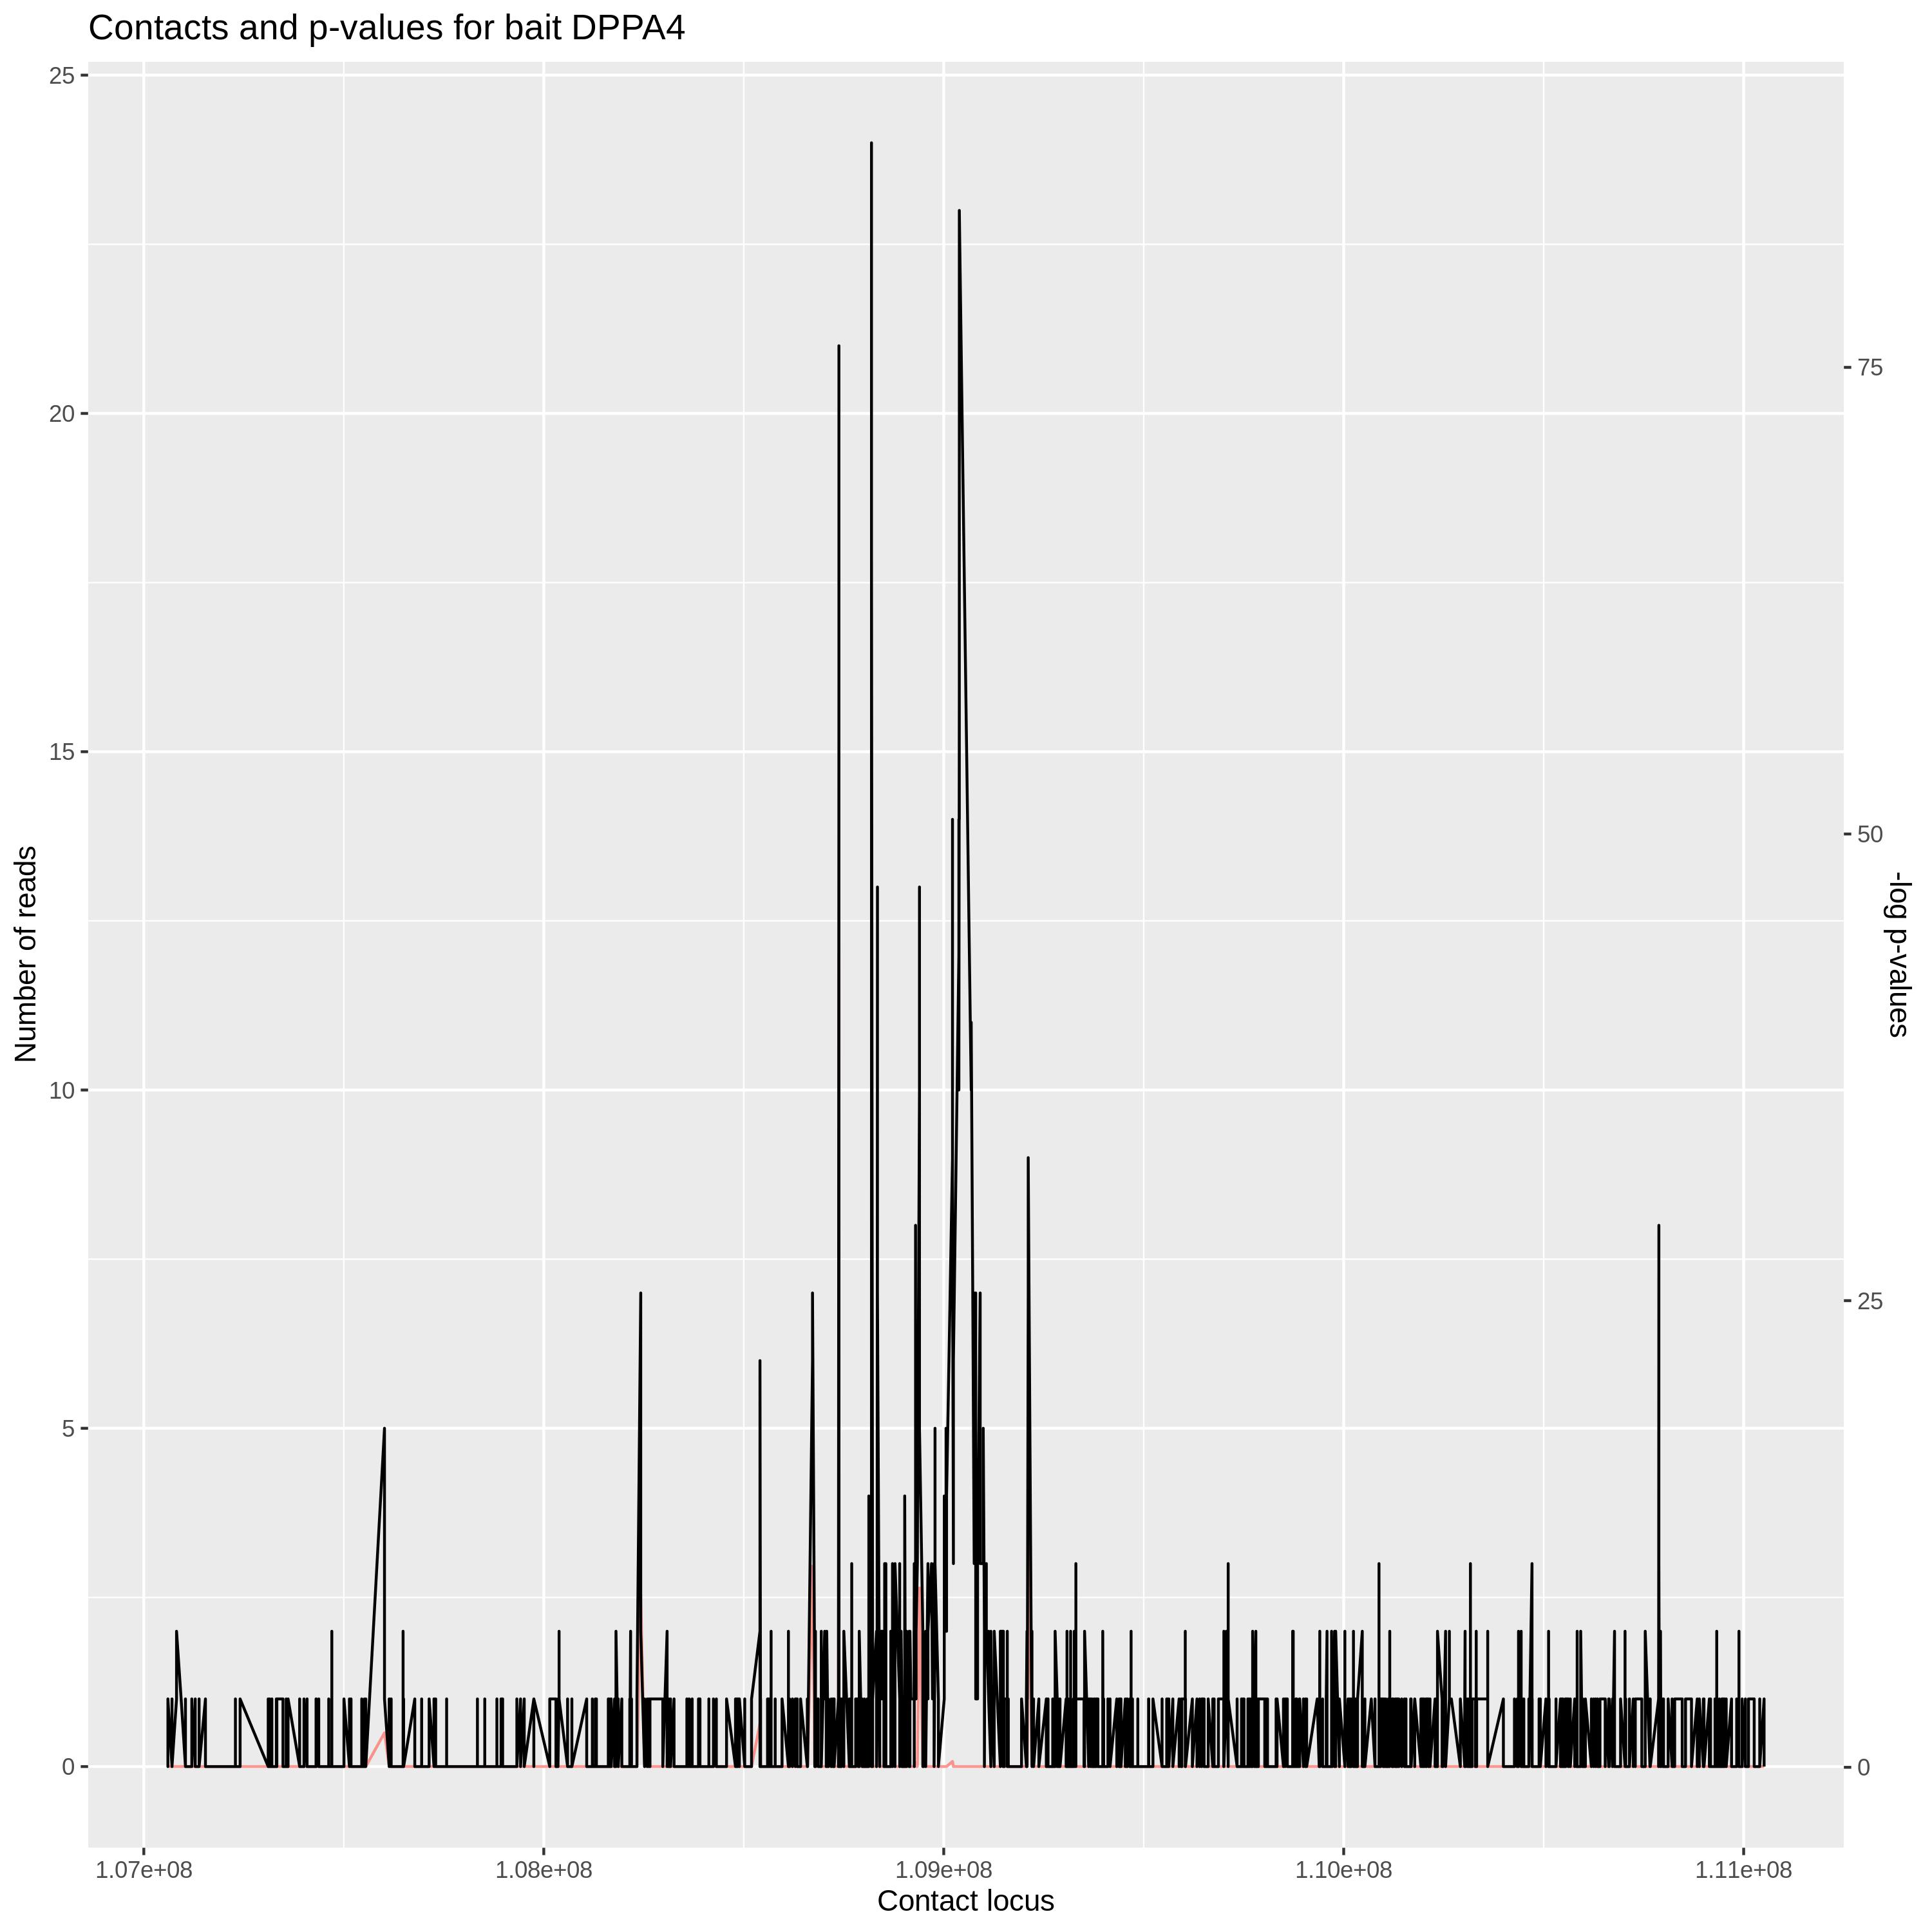 Contacts and p-values for bait DPPA4
25
20
15
10
5
0
Number of reads
75
50
25
0
-log p-values
1.07e+08 1.08e+08 1.09e+08 1.10e+08 1.11e+08
Contact locus